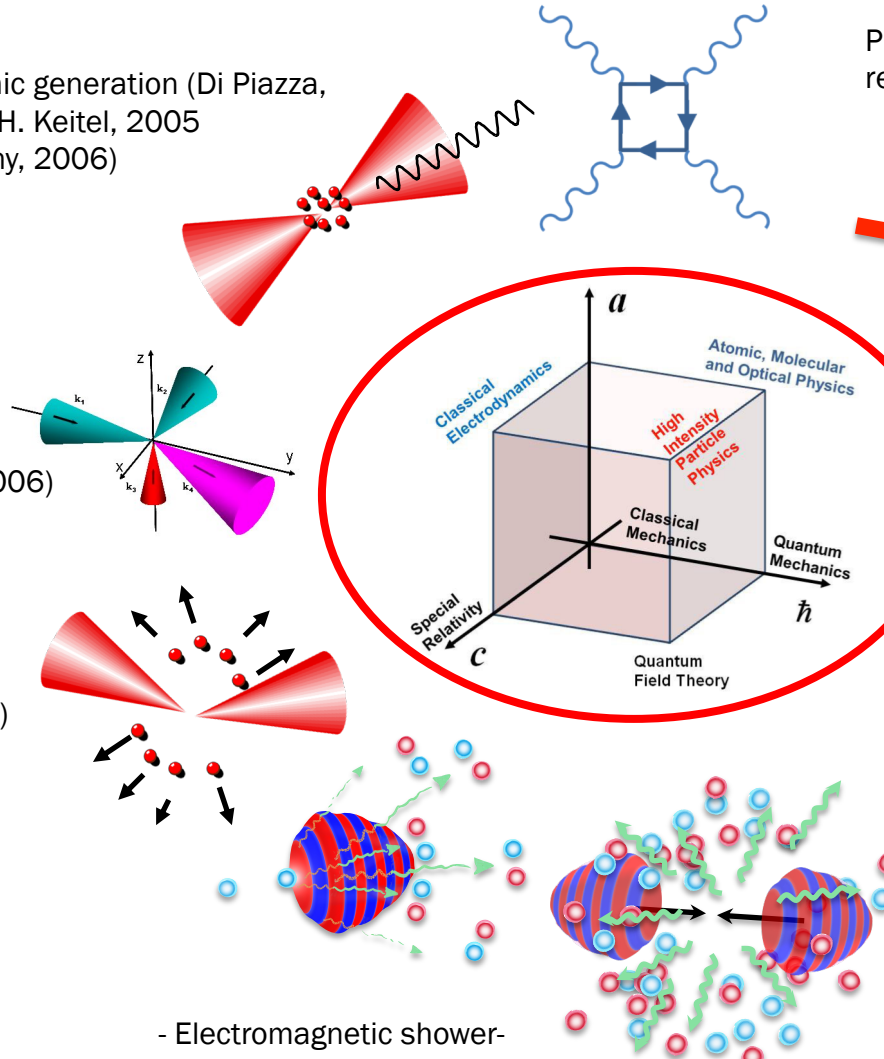 nic generation (Di Piazza,
H. Keitel, 2005
ny, 2006)
P
re
z
k₁
k₂
x
y
k₃
k₄
006)
a
Classical
Electrodynamics
Atomic, Molecular
and Optical Physics
High
Intensity
Particle
Physics
Classical
Mechanics
Quantum
Mechanics
ħ
Special
Relativity
c
Quantum
Field Theory
)
- Electromagnetic shower-